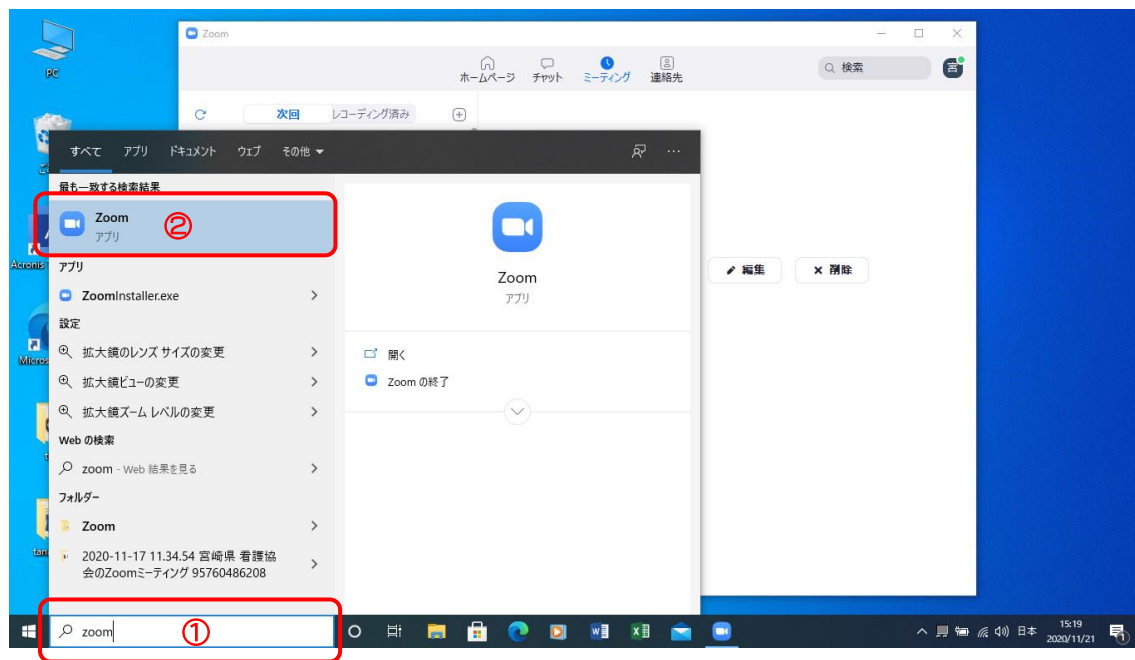 PC
Zoom
ホームページ チャット ミーティング 連絡先
検索
宮
次回 レコーディング済み
すべて アプリ ドキュメント ウェブ その他
最も一致する検索結果
Zoom
アプリ
②
Acronis
アプリ
ZoomInstaller.exe
設定
拡大鏡のレンズ サイズの変更
拡大鏡ビューの変更
拡大鏡ズーム レベルの変更
Web の検索
zoom - Web 結果を見る
フォルダー
Zoom
2020-11-17 11.34.54 宮崎県 看護協
会のZoomミーティング 95760486208
Zoom
アプリ
開く
Zoom の終了
編集 削除
zoom
①
日本
15:19
2020/11/21
1